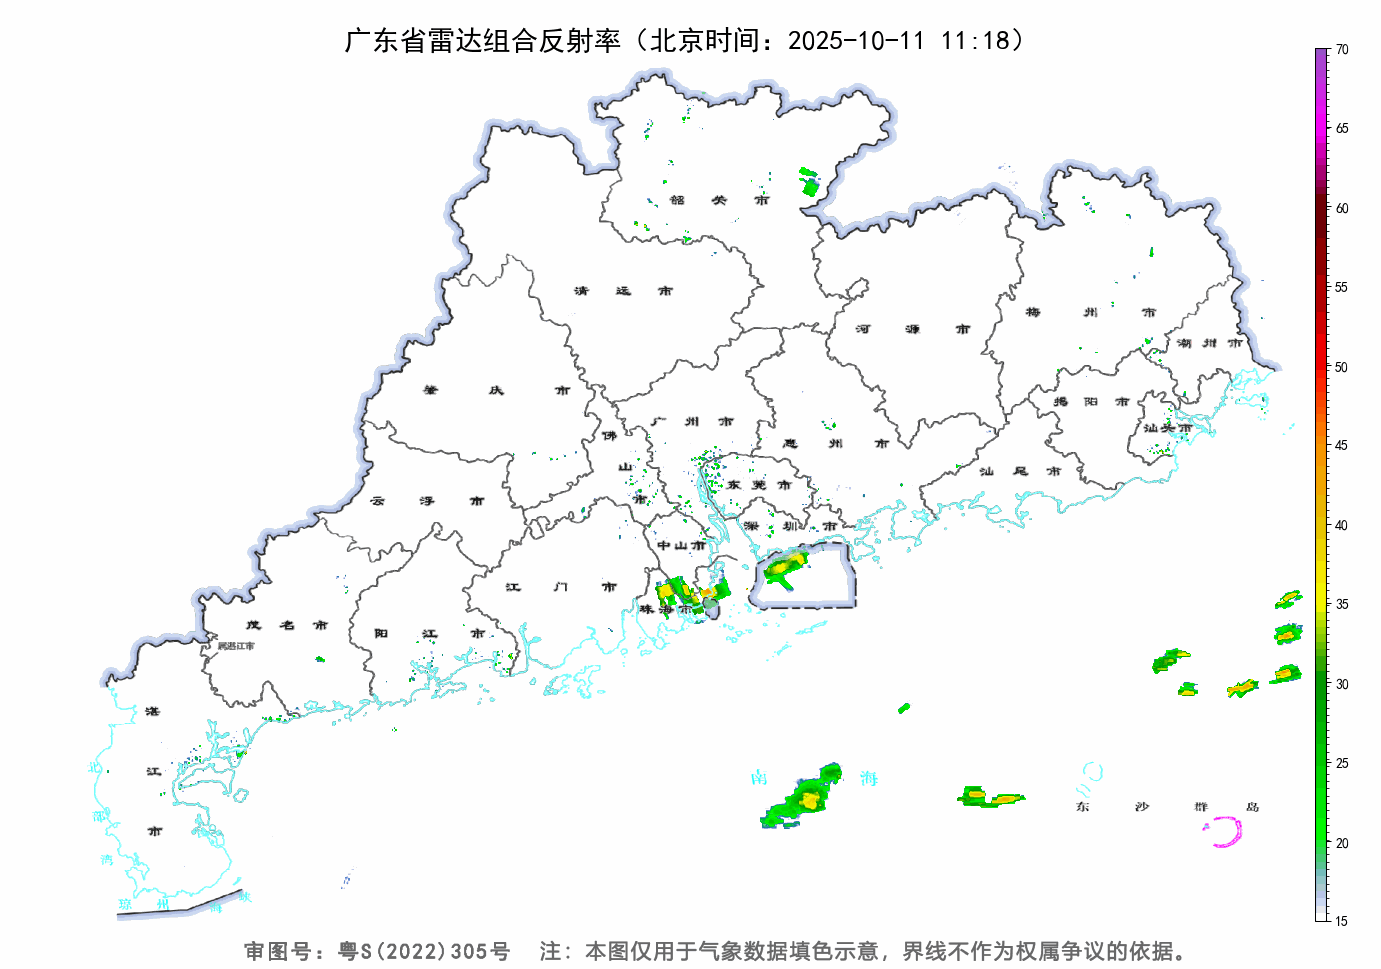 广东省雷达组合反射率（北京时间：2025-10-11 11:18）
70
65
60
55
50
45
40
35
30
25
20
15
韶关市
清远市
河源市
梅州市
潮州市
肇庆市
广州市
揭阳市
佛山市
惠州市
汕头市
汕尾市
云浮市
东莞市
深圳市
中山市
江门市
珠海市
茂名市
阳江市
属湛江市
湛江市
南海
东沙群岛
北部湾
琼州海峡
审图号：粤S(2022)305号 注：本图仅用于气象数据填色示意，界线不作为权属争议的依据。